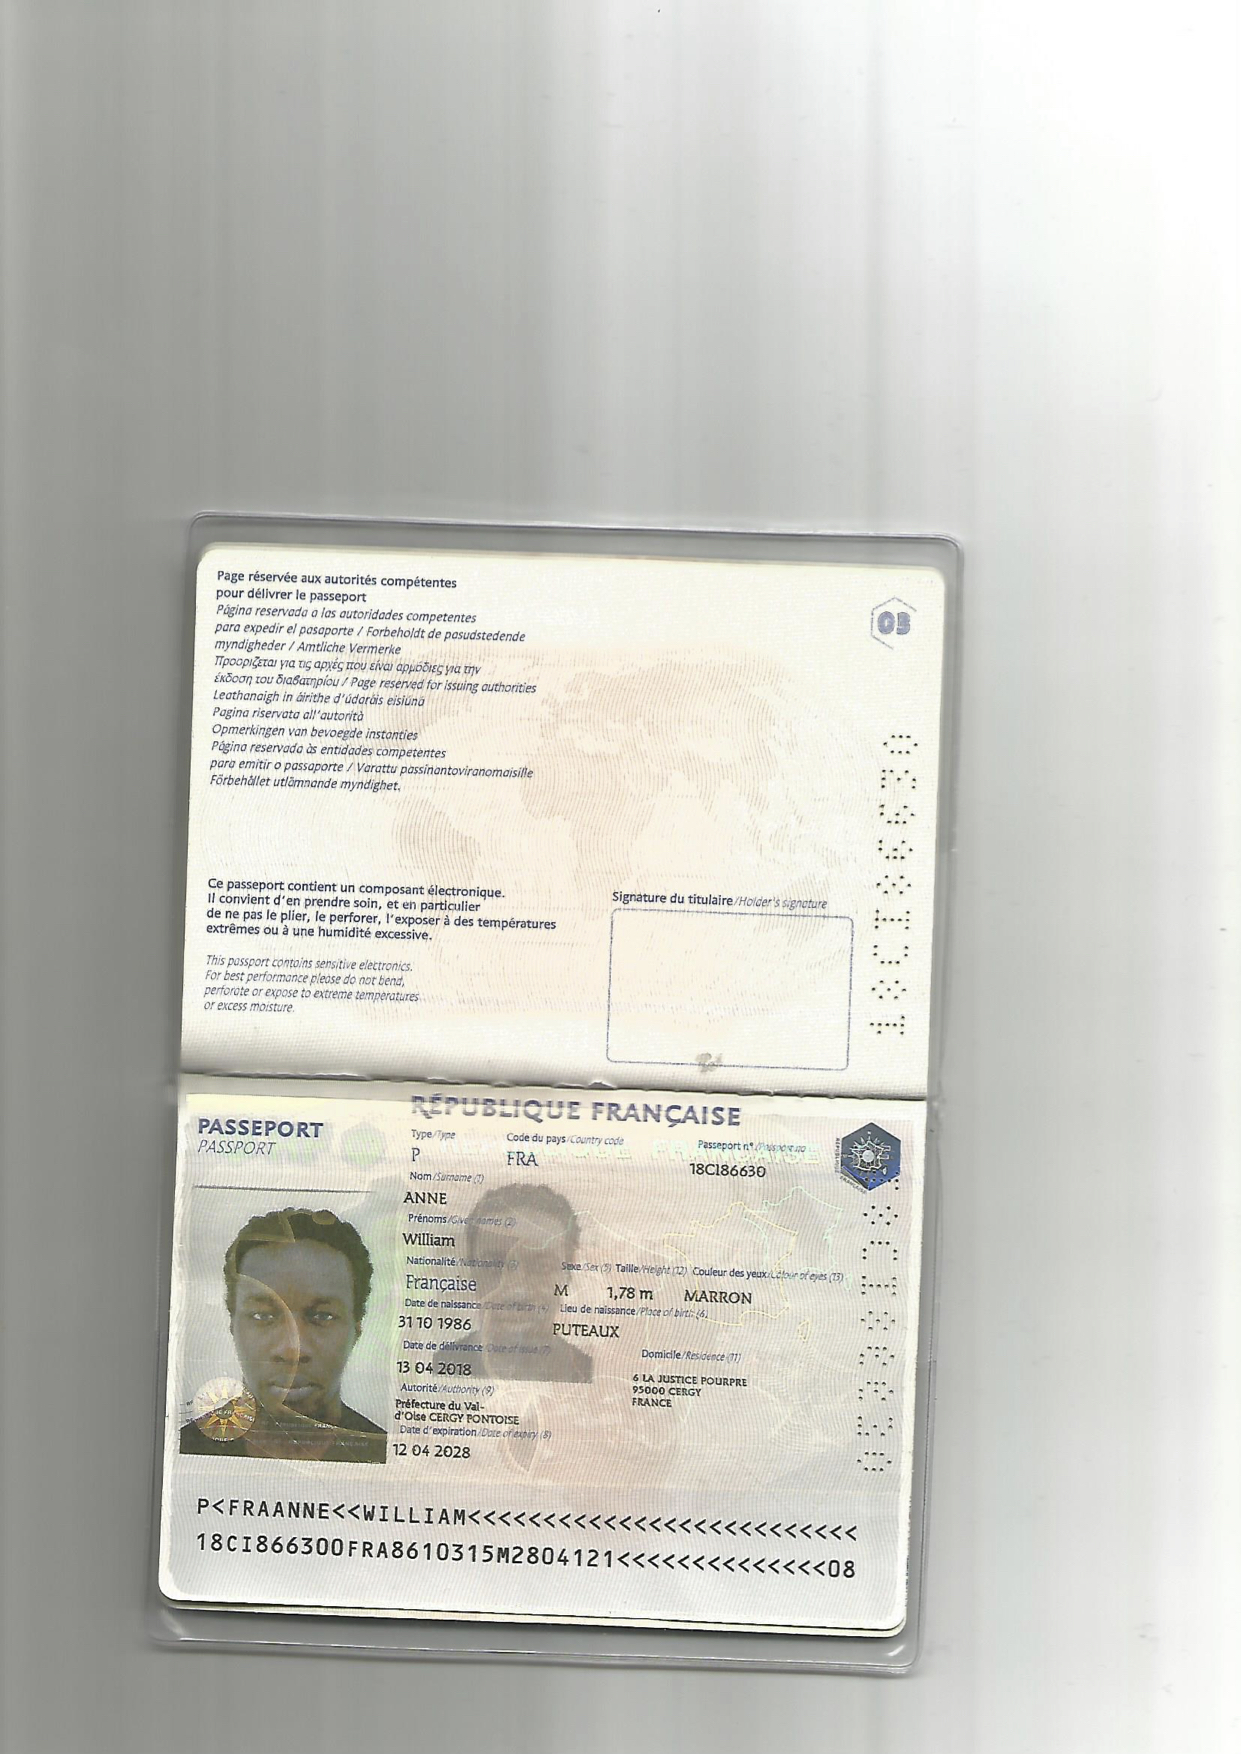 Page réservée aux autorités compétentes
pour délivrer le passeport
Página reservada a las autoridades competentes
para expedir el pasaporte / Forbeholdt de pasudstedende
myndigheder / Amtliche Vermerke
Προορίζεται για τις αρχές που είναι αρμόδιες για την
έκδοση του διαβατηρίου / Page reserved for issuing authorities
Leathanaigh in áirithe d'údaráis eisiúna
Pagina riservata all'autorità
Opmerkingen van bevoegde instanties
Página reservada às entidades competentes
para emitir o passaporte / Varattu passinantoviranomaisille
Förbehållet utlämnande myndighet.
03
18CI86630
Ce passeport contient un composant électronique.
Il convient d'en prendre soin, et en particulier
de ne pas le plier, le perforer, l'exposer à des températures
extrêmes ou à une humidité excessive.
This passport contains sensitive electronics.
For best performance please do not bend,
perforate or expose to extreme temperatures
or excess moisture.
Signature du titulaire/Holder's signature
RÉPUBLIQUE FRANÇAISE
PASSEPORT
PASSPORT
Type/Type Code du pays/Country code Passeport n°/Passport no
P FRA 18CI86630
Nom/Surname (1)
ANNE
Prénoms/Given names (2)
William
Nationalité/Nationality (3) Sexe/Sex (5) Taille/Height (12) Couleur des yeux/Colour of eyes (13)
Française M 1,78 m MARRON
Date de naissance/Date of birth (4) Lieu de naissance/Place of birth (6)
31 10 1986 PUTEAUX
Date de délivrance/Date of issue (7) Domicile/Residence (11)
13 04 2018 6 LA JUSTICE POURPRE
95000 CERGY
FRANCE
Autorité/Authority (9)
Préfecture du Val-
d'Oise CERGY PONTOISE
Date d'expiration/Date of expiry (8)
12 04 2028
P<FRAANNE<<WILLIAM<<<<<<<<<<<<<<<<<<<<<<<<<<
18CI866300FRA8610315M2804121<<<<<<<<<<<<<<08